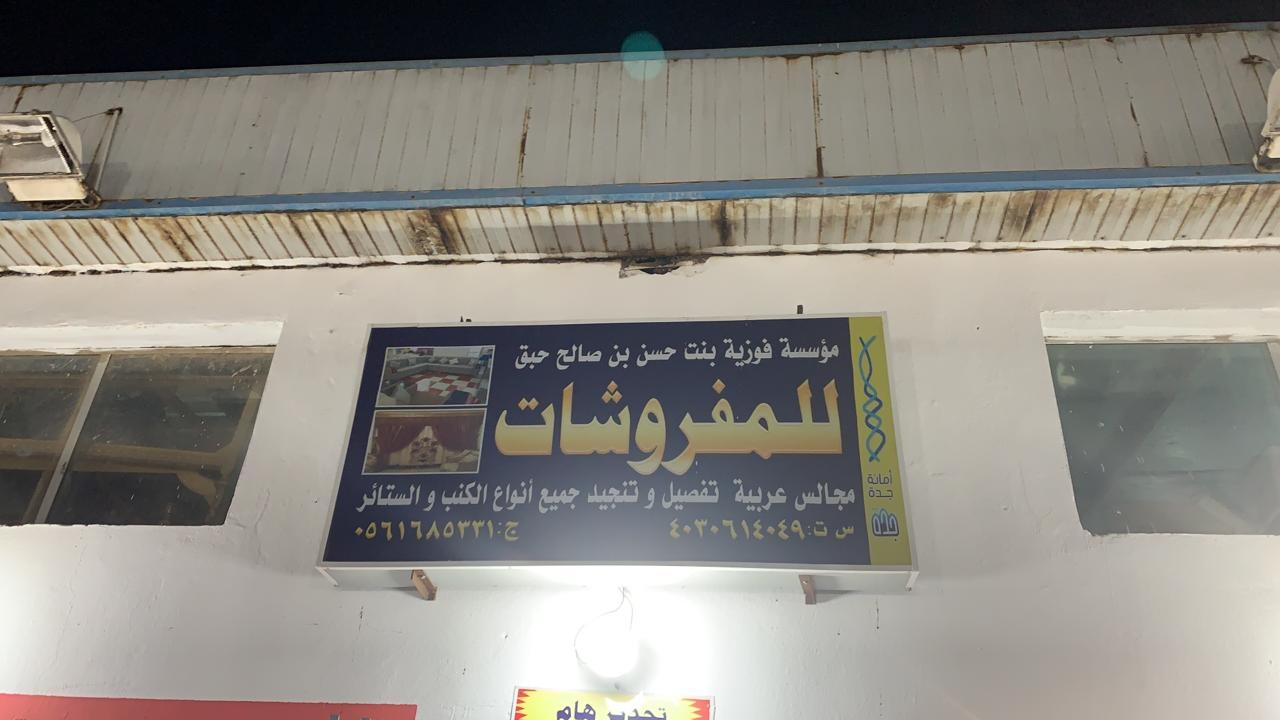 مؤسسة فوزية بنت حسن بن صالح حبق
للمفروشات
مجالس عربية تفصيل و تنجيد جميع أنواع الكنب و الستائر
س ت: ٤٠٣٠٦١٤٠٤٩ ج: ٠٥٦١٦٨٥٣٣١
أمانة
جدة
جدة
تحذير هام